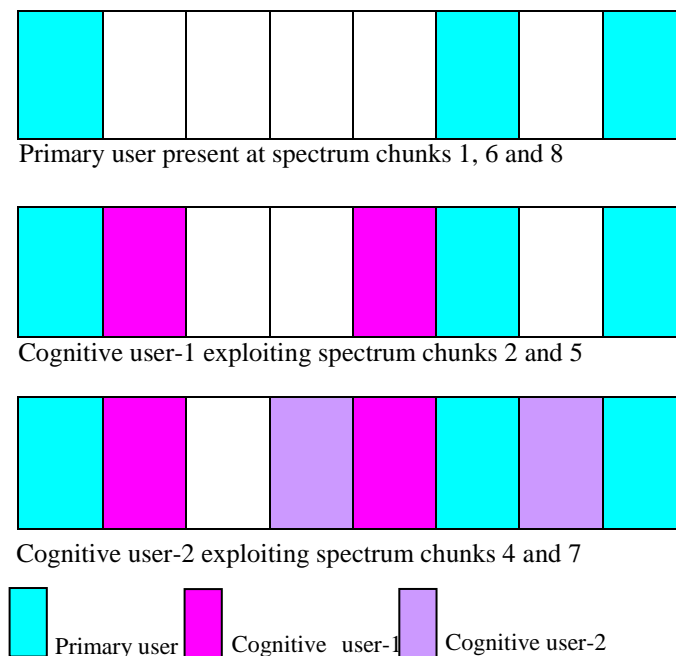 Primary user present at spectrum chunks 1, 6 and 8
Cognitive user-1 exploiting spectrum chunks 2 and 5
Cognitive user-2 exploiting spectrum chunks 4 and 7
Primary user Cognitive user-1 Cognitive user-2